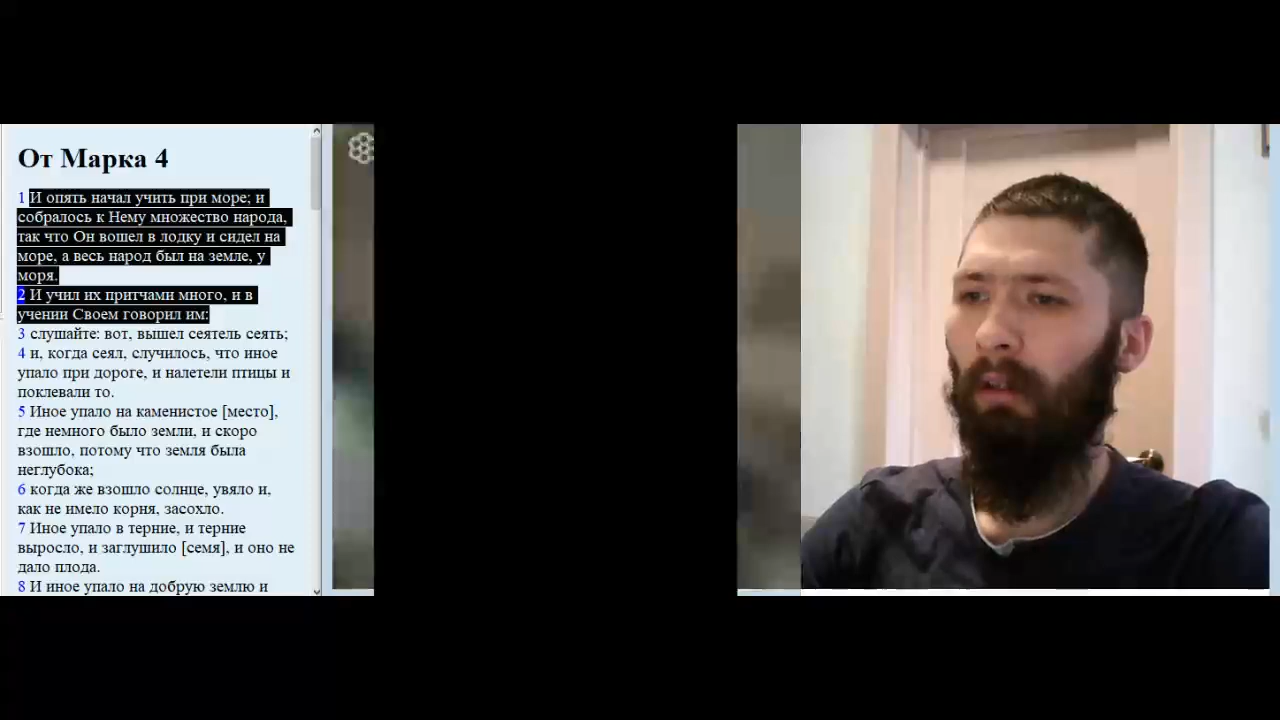 От Марка 4
1 И опять начал учить при море; и
собралось к Нему множество народа,
так что Он вошел в лодку и сидел на
море, а весь народ был на земле, у
моря.
2 И учил их притчами много, и в
учении Своем говорил им:
3 слушайте: вот, вышел сеятель сеять;
4 и, когда сеял, случилось, что иное
упало при дороге, и налетели птицы и
поклевали то.
5 Иное упало на каменистое [место],
где немного было земли, и скоро
взошло, потому что земля была
неглубока;
6 когда же взошло солнце, увяло и,
как не имело корня, засохло.
7 Иное упало в терние, и терние
выросло, и заглушило [семя], и оно не
дало плода.
8 И иное упало на добрую землю и